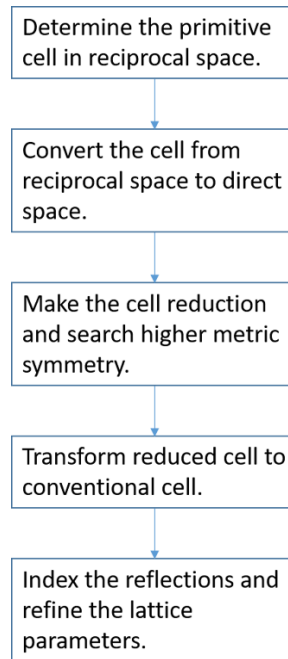 Determine the primitive
cell in reciprocal space.
Convert the cell from
reciprocal space to direct
space.
Make the cell reduction
and search higher metric
symmetry.
Transform reduced cell to
conventional cell.
Index the reflections and
refine the lattice
parameters.